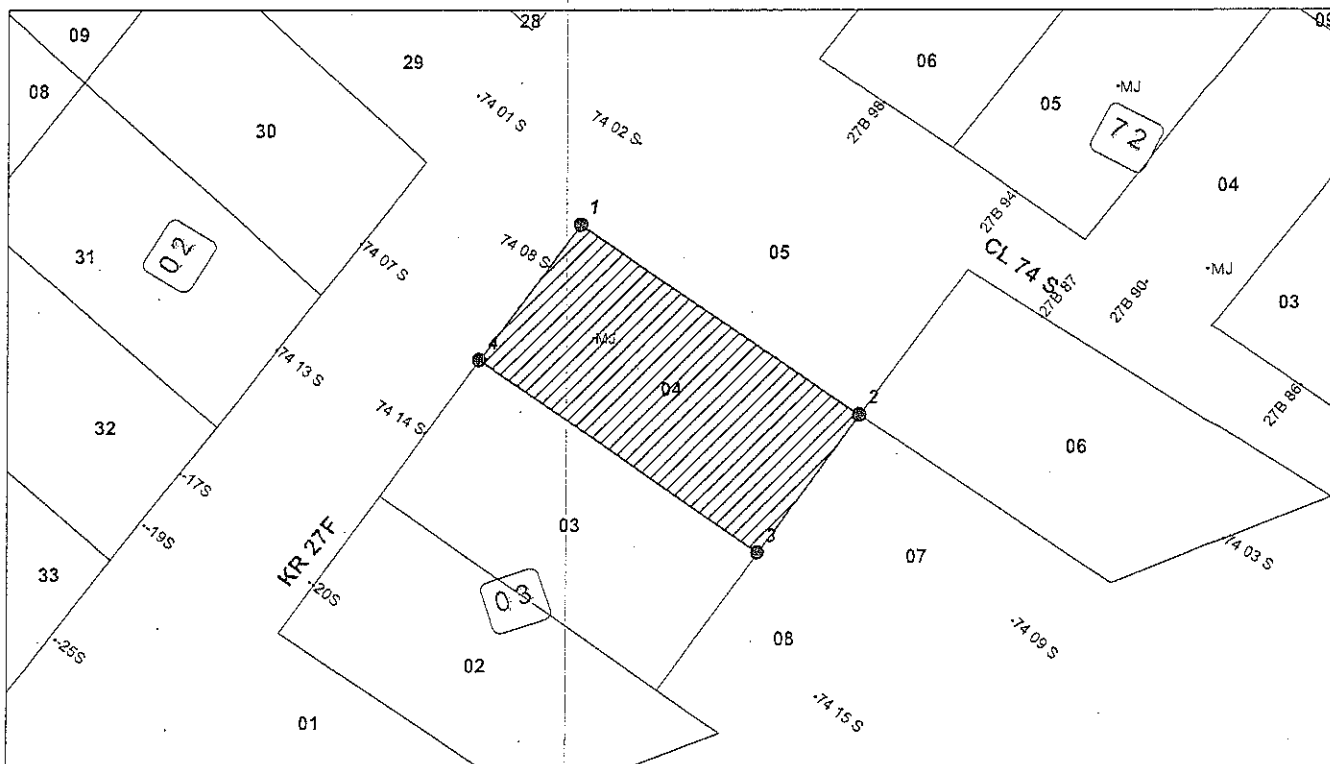 28
09
09
29
06
08
05
·MJ
30
·74 01 S
74 02 S·
27B 98·
72
04
27B 94
1
02
31
·74 07 S
74 08 S·
05
CL 74 S
27B 87
27B 90·
·MJ
03
4
·MJ
·74 13 S
04
2
27B 86·
74 14 S·
32
06
·-17S
·-19S
03
3
07
74 03 S
33
KR 27F
·-20S
03
·-25S
02
08
·74 09 S
01
·74 15 S